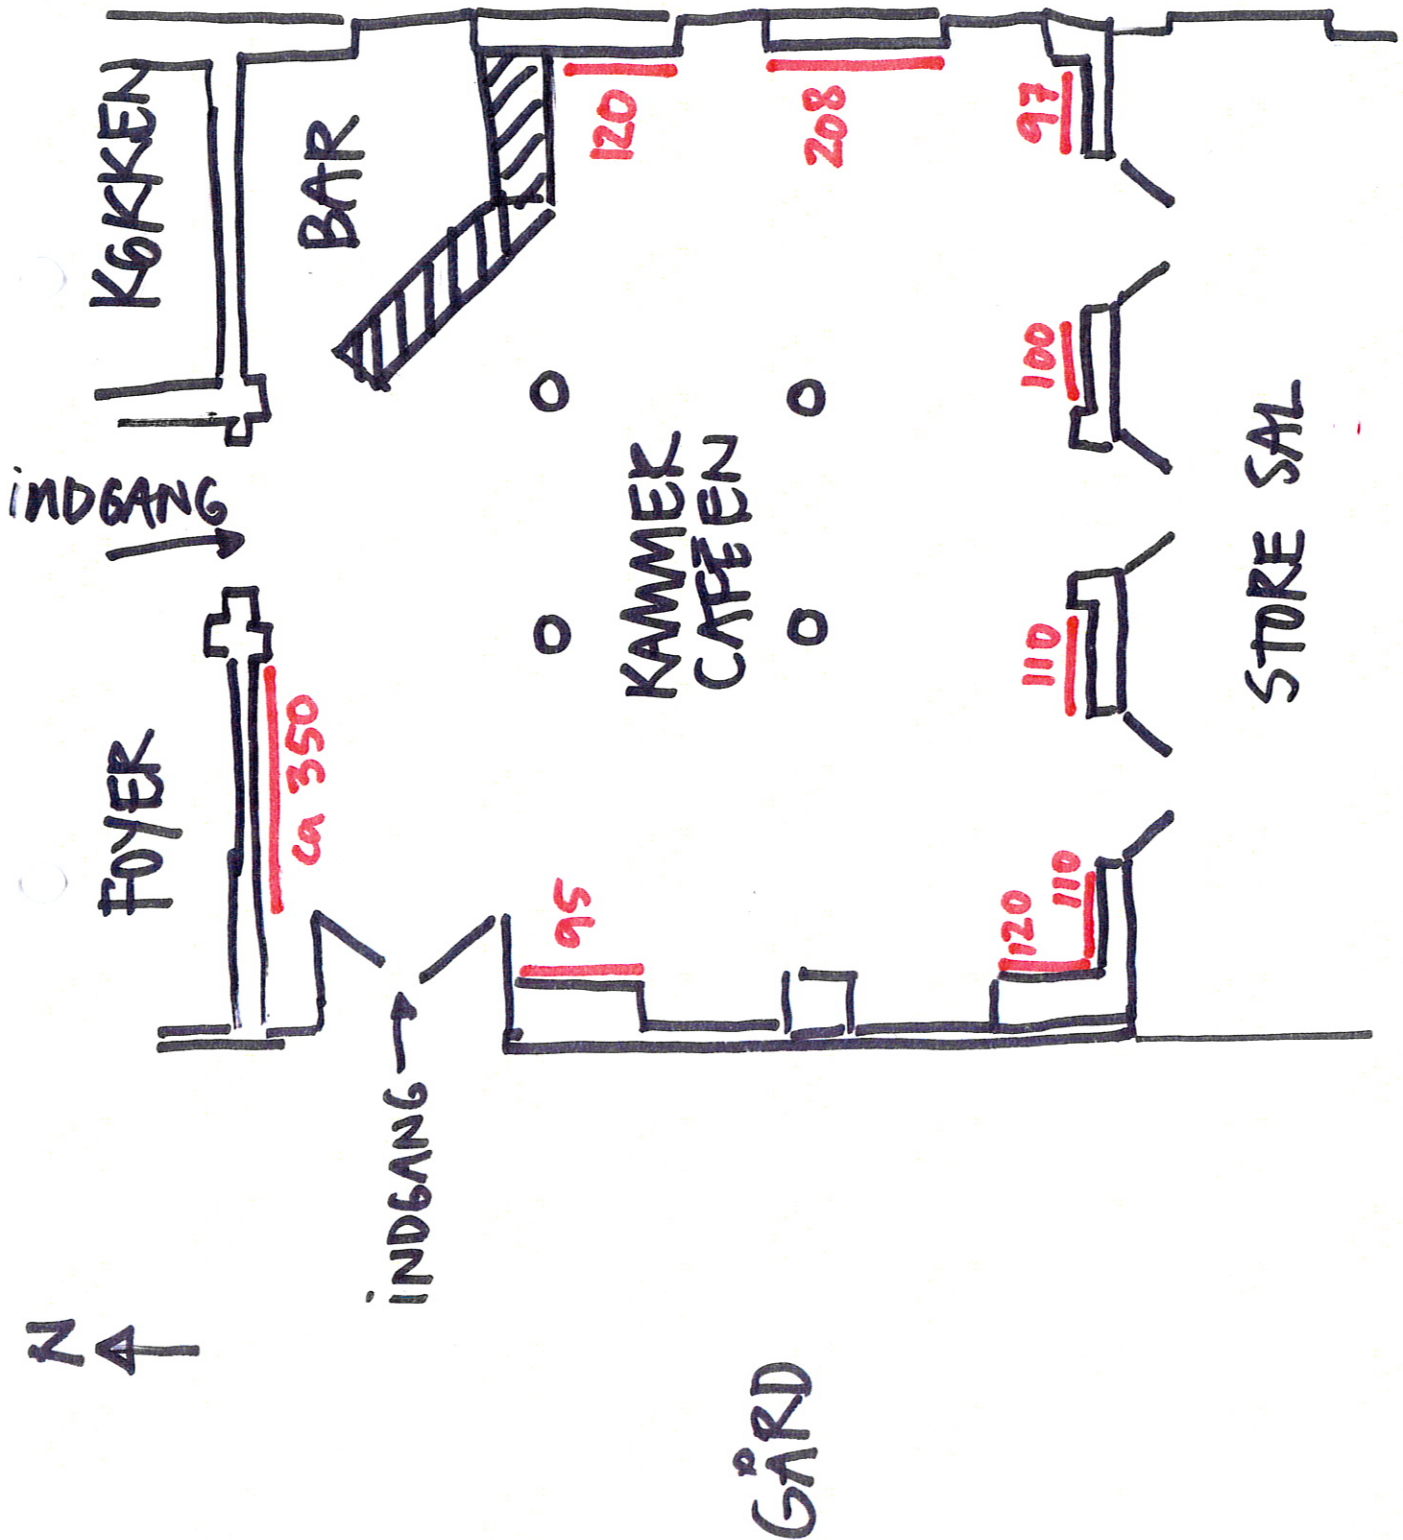 N
iNDGANG
FOYER
KØKKEN
ca 350
BAR
iNDGANG
95
120
KAMMER
CAFÉEN
GÅRD
208
120
110
110
100
97
STORE SAL